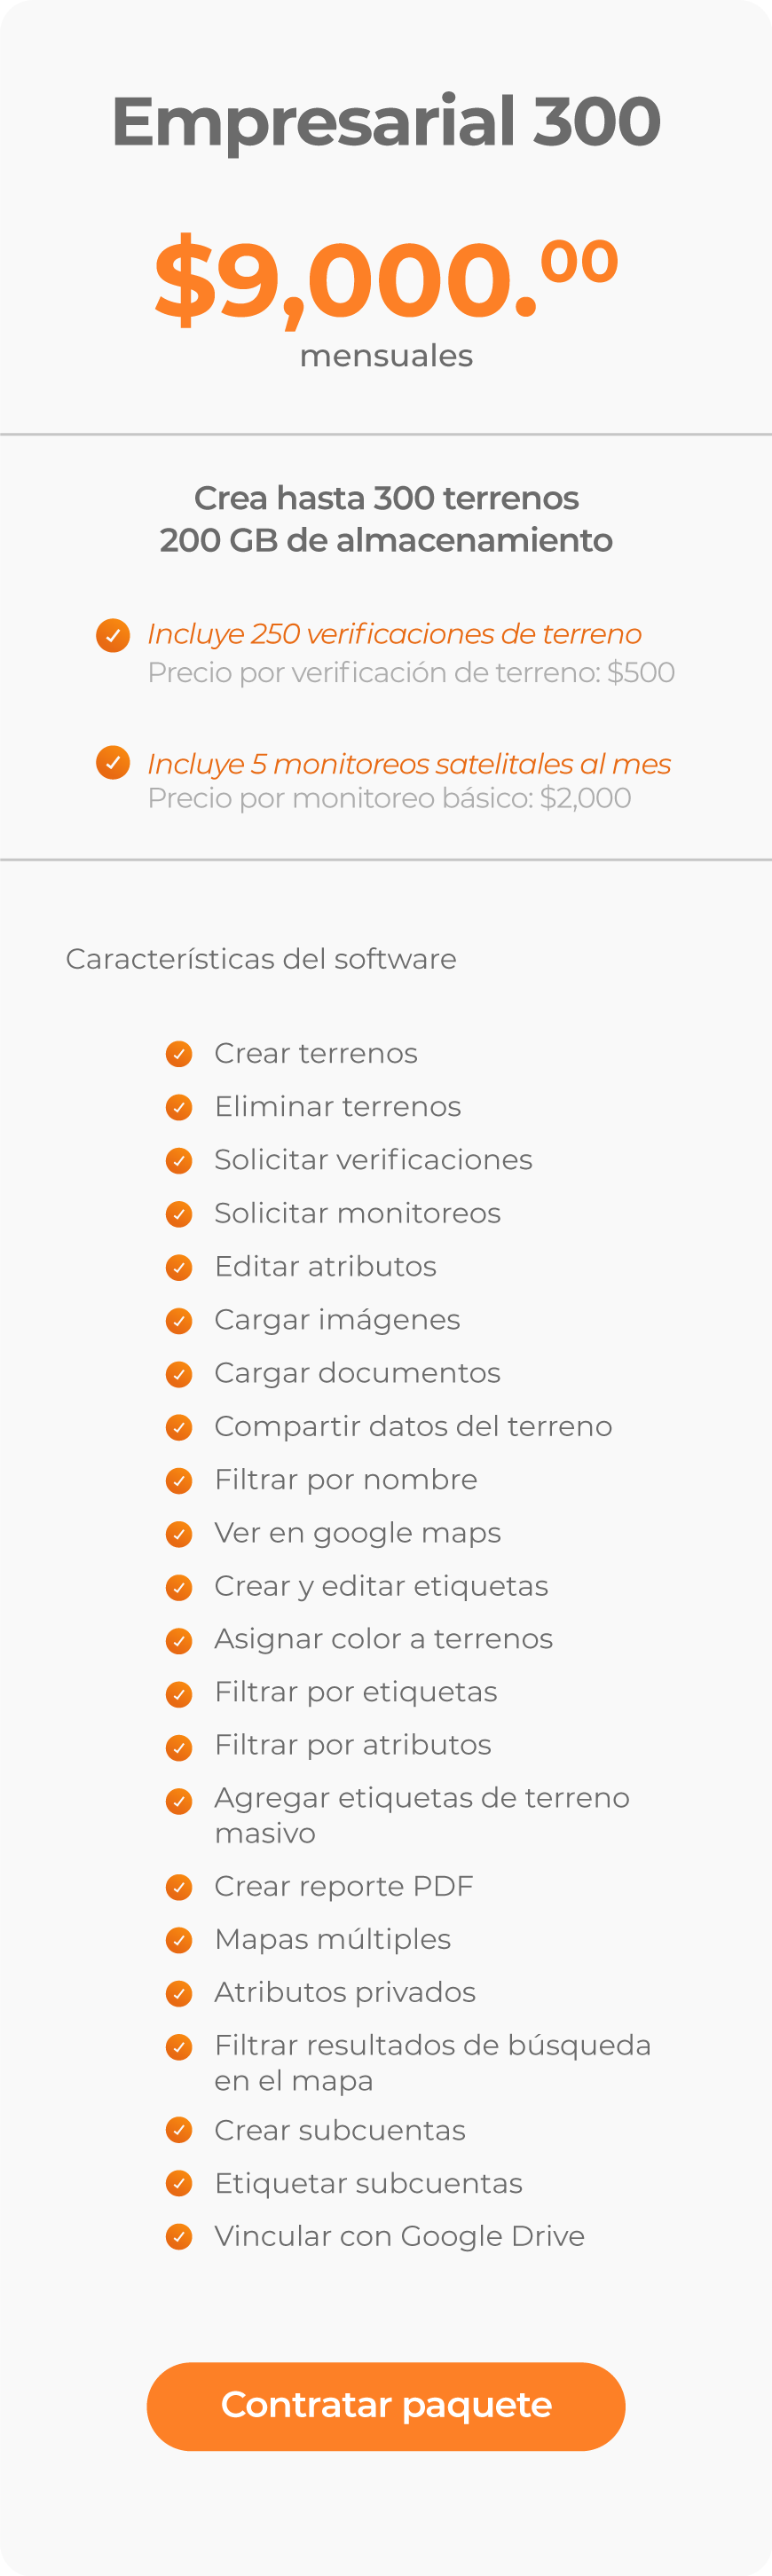 Empresarial 300
$9,000.00
mensuales
Crea hasta 300 terrenos
200 GB de almacenamiento
Incluye 250 verificaciones de terreno
Precio por verificación de terreno: $500
Incluye 5 monitoreos satelitales al mes
Precio por monitoreo básico: $2,000
Características del software
Crear terrenos
Eliminar terrenos
Solicitar verificaciones
Solicitar monitoreos
Editar atributos
Cargar imágenes
Cargar documentos
Compartir datos del terreno
Filtrar por nombre
Ver en google maps
Crear y editar etiquetas
Asignar color a terrenos
Filtrar por etiquetas
Filtrar por atributos
Agregar etiquetas de terreno
masivo
Crear reporte PDF
Mapas múltiples
Atributos privados
Filtrar resultados de búsqueda
en el mapa
Crear subcuentas
Etiquetar subcuentas
Vincular con Google Drive
Contratar paquete